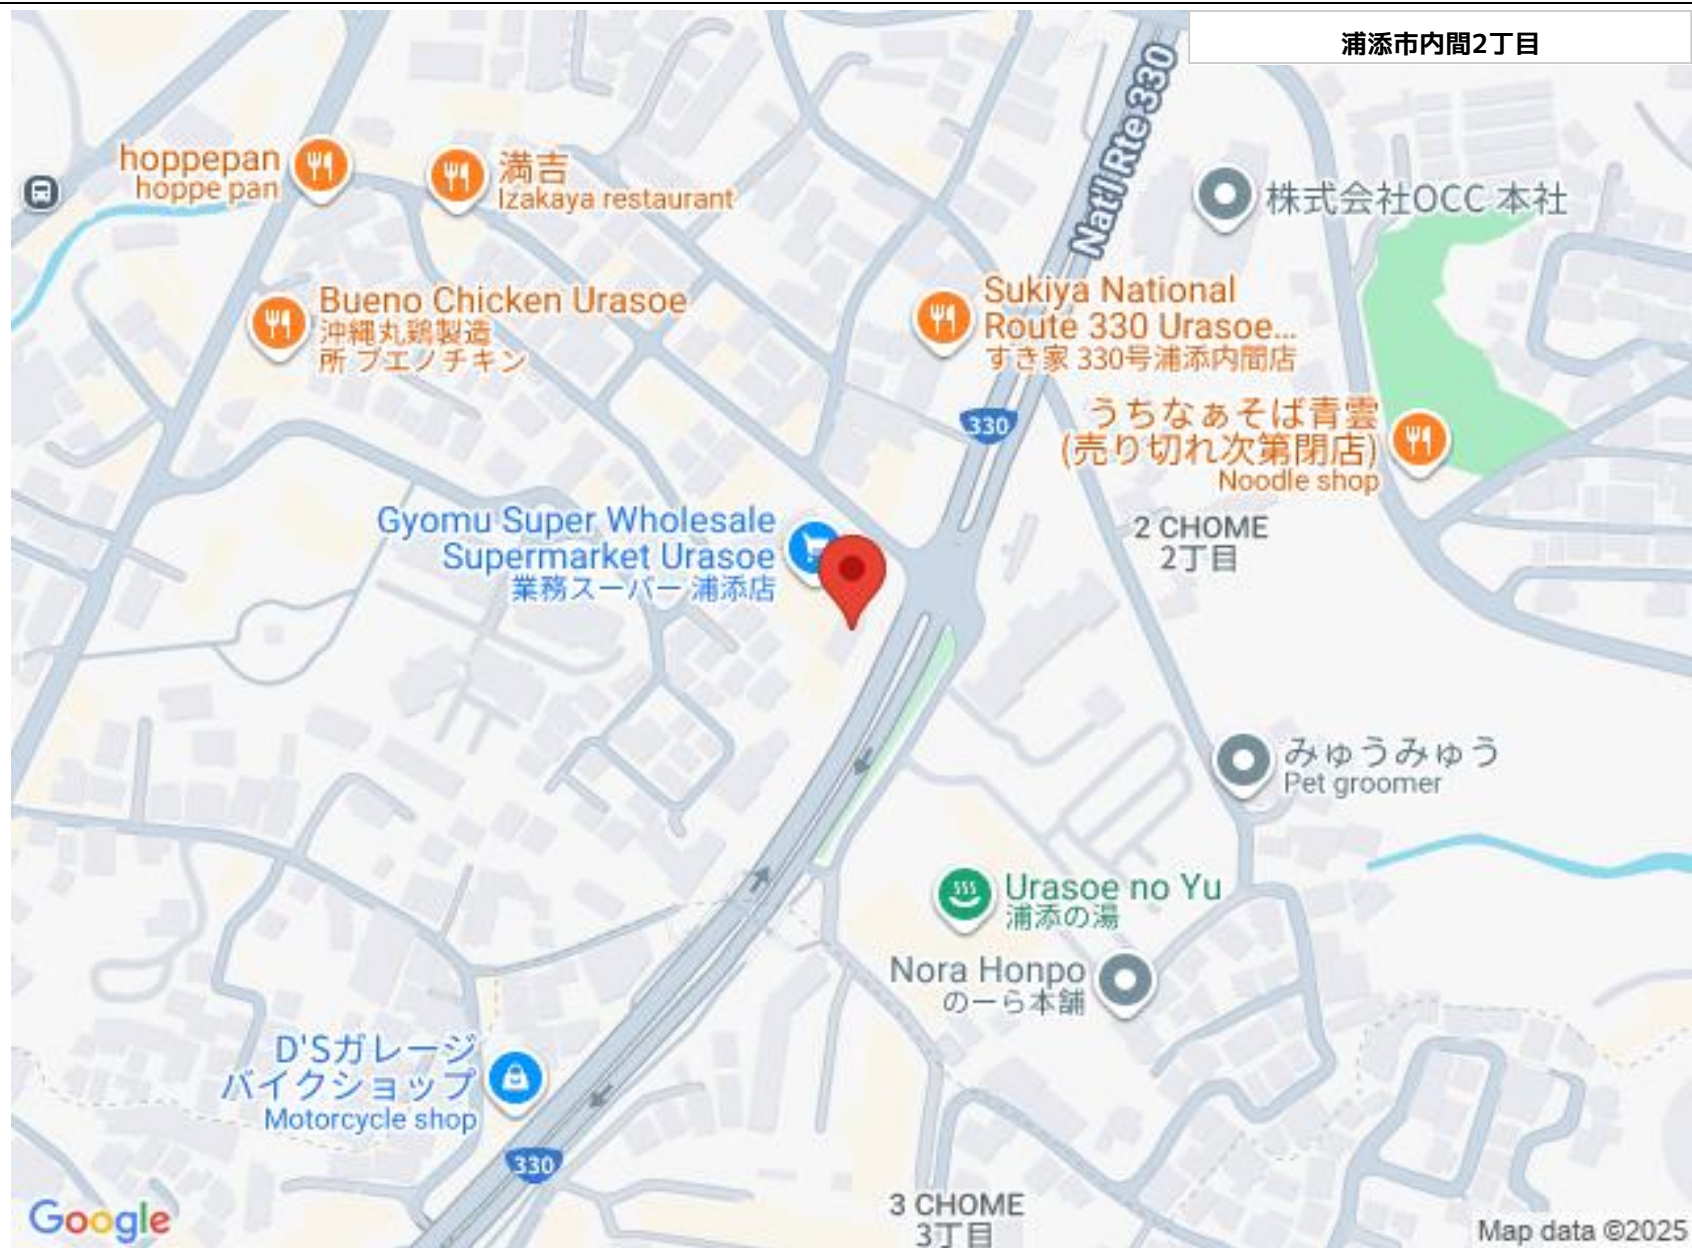 浦添市内間2丁目
Nat'l Rte 330
hoppepan
hoppe pan
満吉
Izakaya restaurant
株式会社OCC 本社
Bueno Chicken Urasoe
沖縄丸鶏製造
所 ブエノチキン
Sukiya National
Route 330 Urasoe...
すき家 330号浦添内間店
330
うちなぁそば青雲
(売り切れ次第閉店)
Noodle shop
Gyomu Super Wholesale
Supermarket Urasoe
業務スーパー 浦添店
2 CHOME
2丁目
みゅうみゅう
Pet groomer
Urasoe no Yu
浦添の湯
Nora Honpo
のーら本舗
D'Sガレージ
バイクショップ
Motorcycle shop
330
3 CHOME
3丁目
Google
Map data ©2025